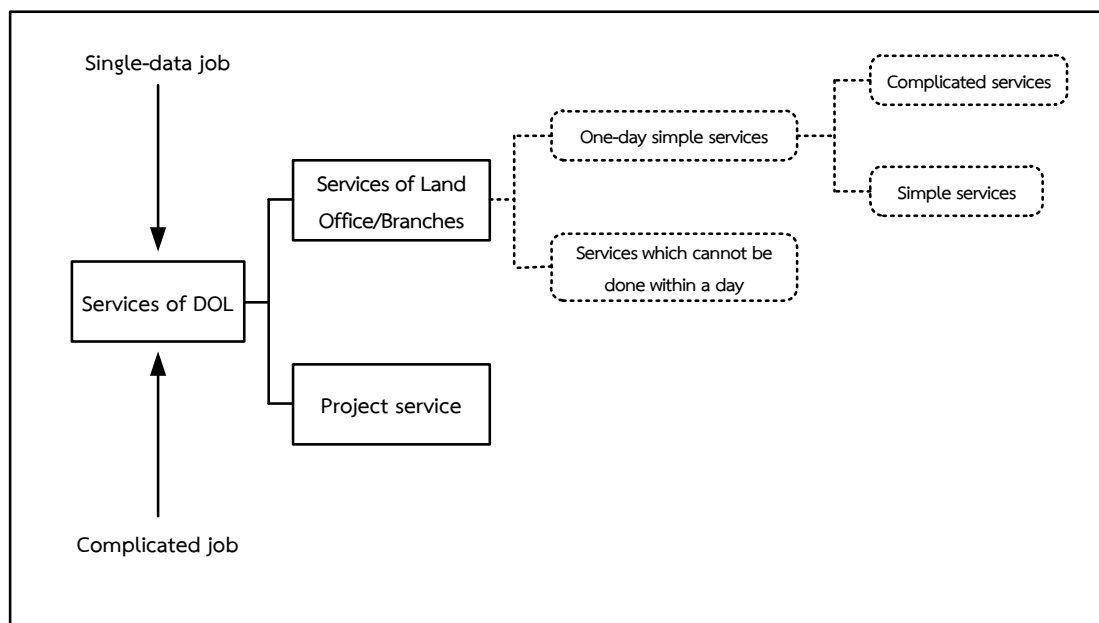 Single-data job
Complicated services
One-day simple services
Services of Land
Office/Branches
Simple services
Services which cannot be
done within a day
Services of DOL
Project service
Complicated job